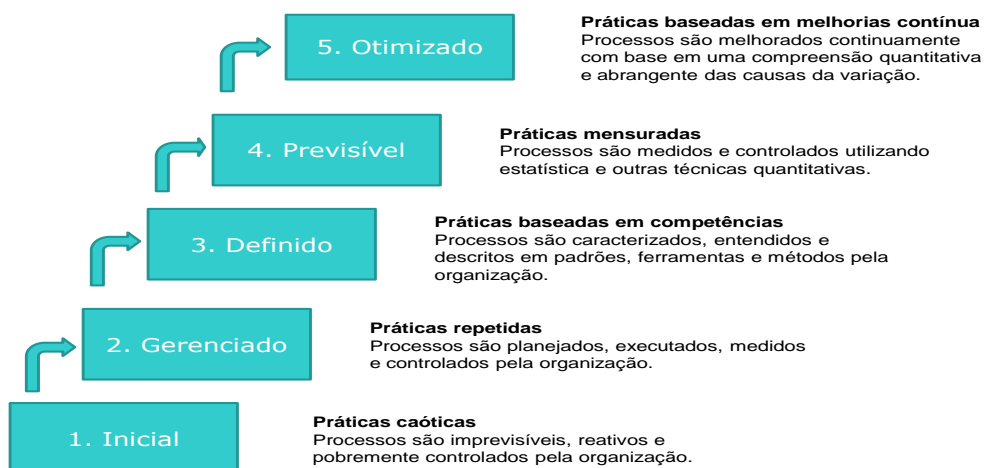 5. Otimizado
Práticas baseadas em melhorias contínua
Processos são melhorados continuamente
com base em uma compreensão quantitativa
e abrangente das causas da variação.
4. Previsível
Práticas mensuradas
Processos são medidos e controlados utilizando
estatística e outras técnicas quantitativas.
3. Definido
Práticas baseadas em competências
Processos são caracterizados, entendidos e
descritos em padrões, ferramentas e métodos pela
organização.
2. Gerenciado
Práticas repetidas
Processos são planejados, executados, medidos
e controlados pela organização.
1. Inicial
Práticas caóticas
Processos são imprevisíveis, reativos e
pobremente controlados pela organização.